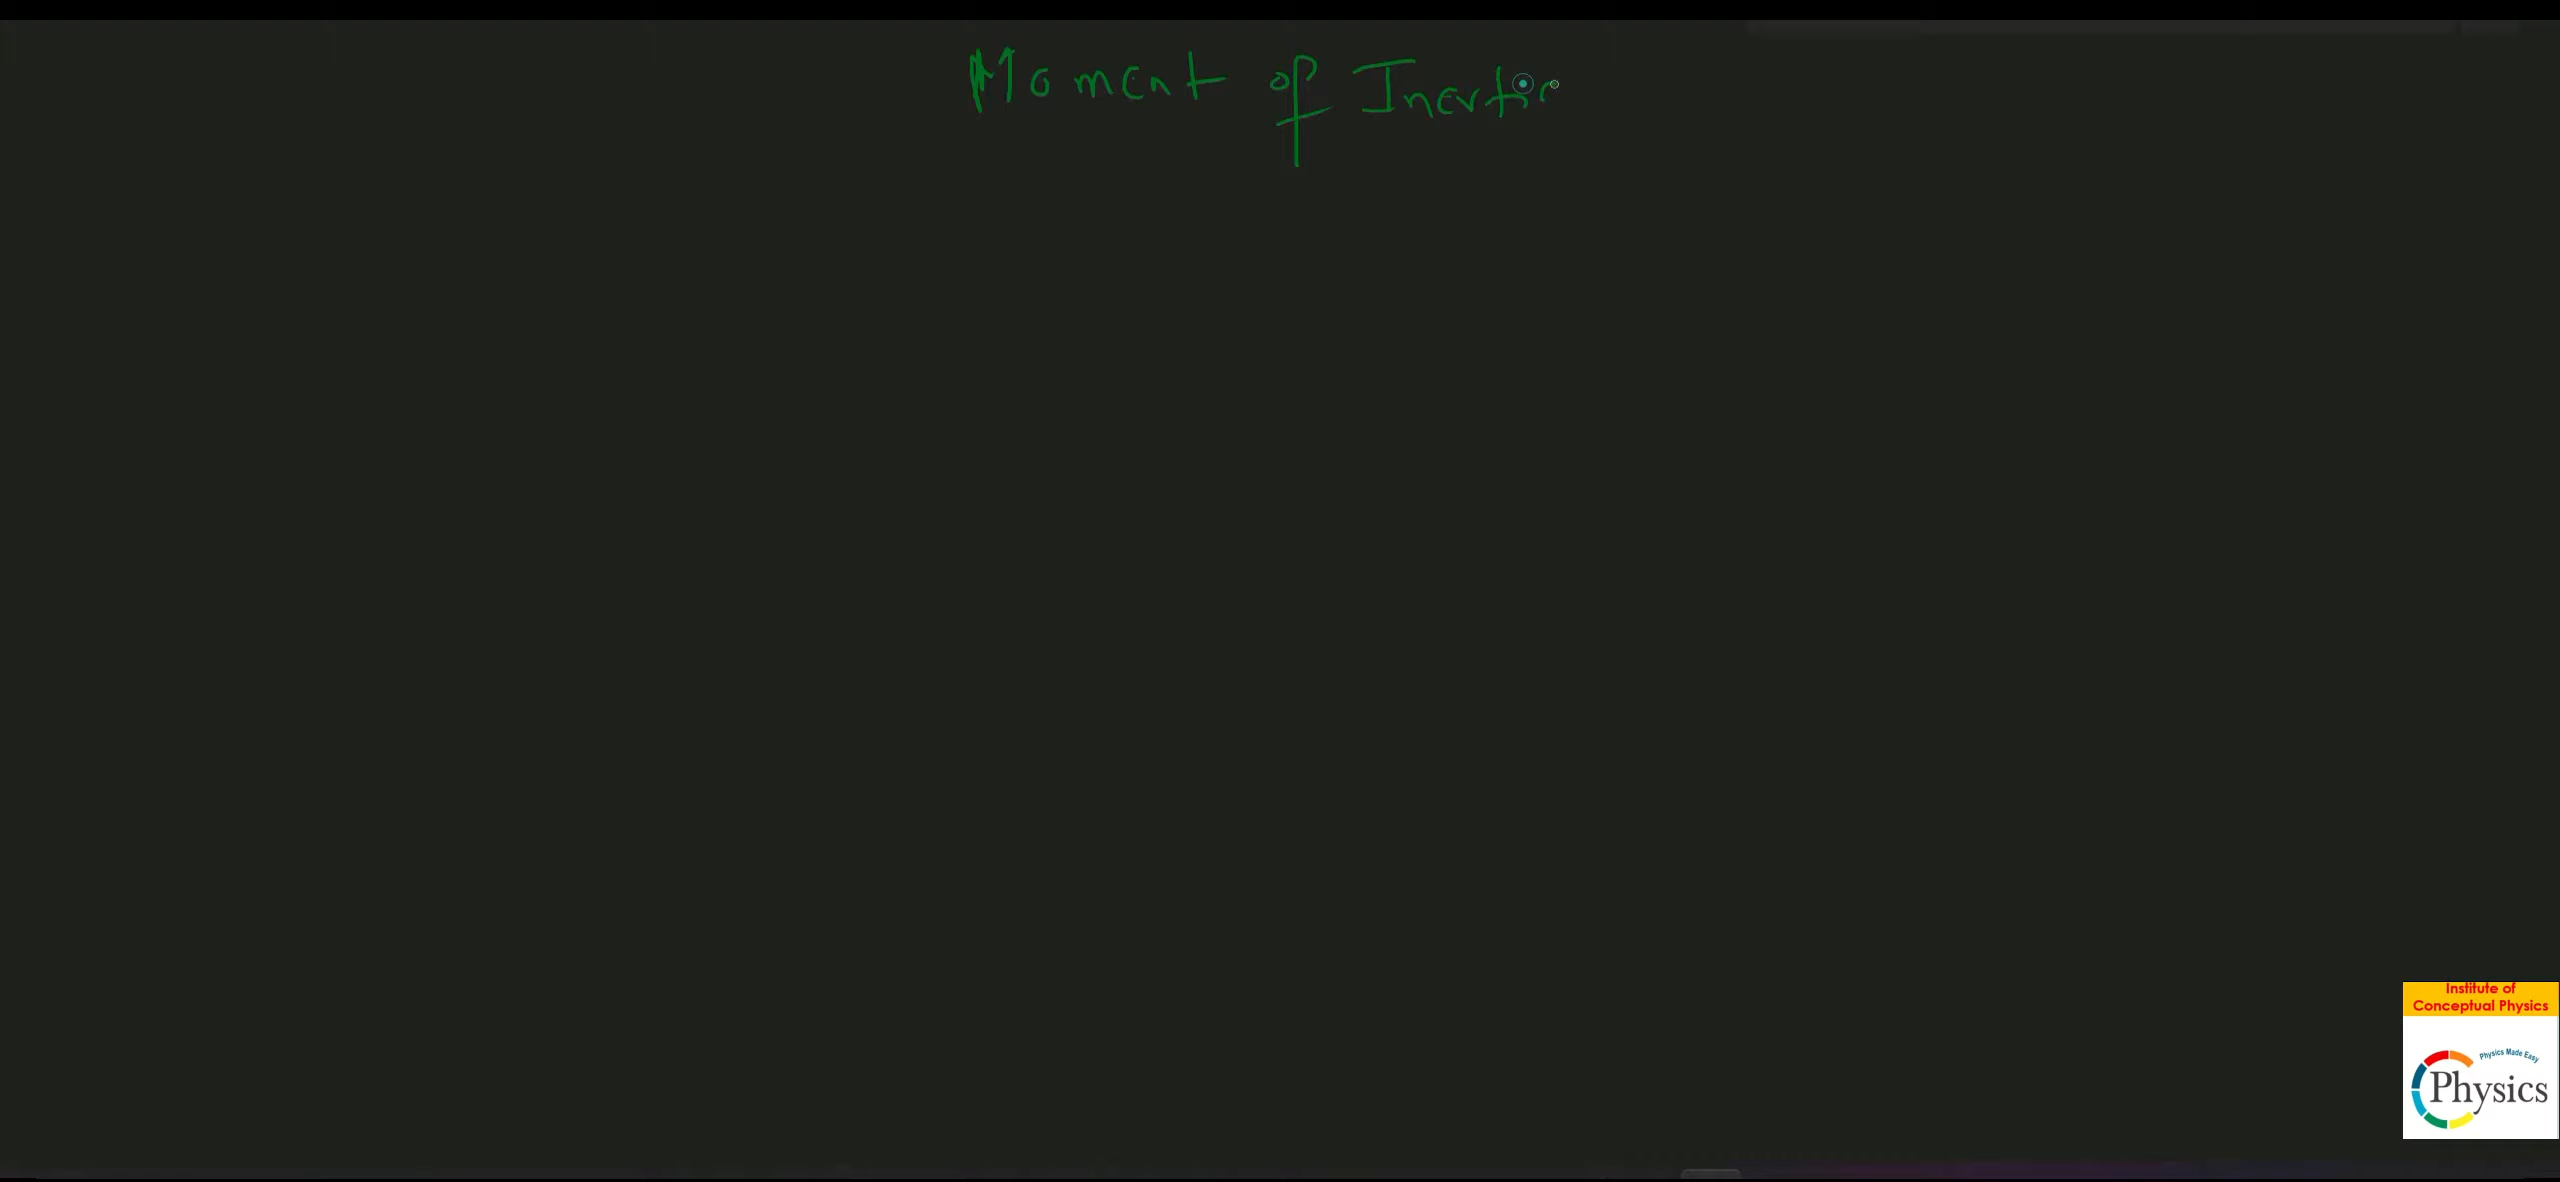 Moment of Inertia
Institute of
Conceptual Physics
Physics Made Easy
Physics